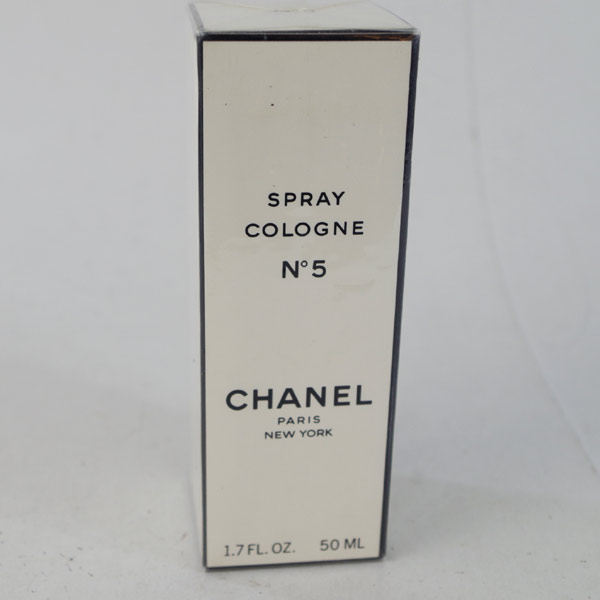 SPRAY
COLOGNE
N°5
CHANEL
PARIS
NEW YORK
1.7 FL. OZ. 50 ML